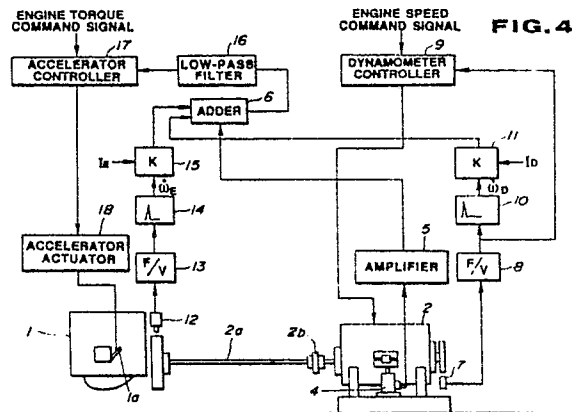 ENGINE TORQUE
COMMAND SIGNAL
ENGINE SPEED
COMMAND SIGNAL
FIG. 4
17
16
9
ACCELERATOR
CONTROLLER
LOW-PASS
FILTER
DYNAMOMETER
CONTROLLER
6
ADDER
11
IE
K
15
K
ID
ω̇E
ω̇D
14
10
18
ACCELERATOR
ACTUATOR
5
AMPLIFIER
F/V
13
F/V
8
12
1
2a
2b
2
7
4
1a